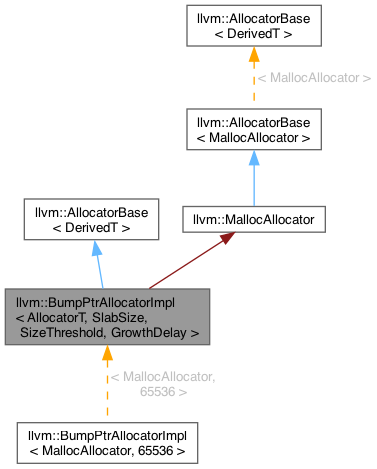 llvm::AllocatorBase
< DerivedT >
< MallocAllocator >
llvm::AllocatorBase
< MallocAllocator >
llvm::AllocatorBase
< DerivedT >
llvm::MallocAllocator
llvm::BumpPtrAllocatorImpl
< AllocatorT, SlabSize,
SizeThreshold, GrowthDelay >
< MallocAllocator,
65536 >
llvm::BumpPtrAllocatorImpl
< MallocAllocator, 65536 >